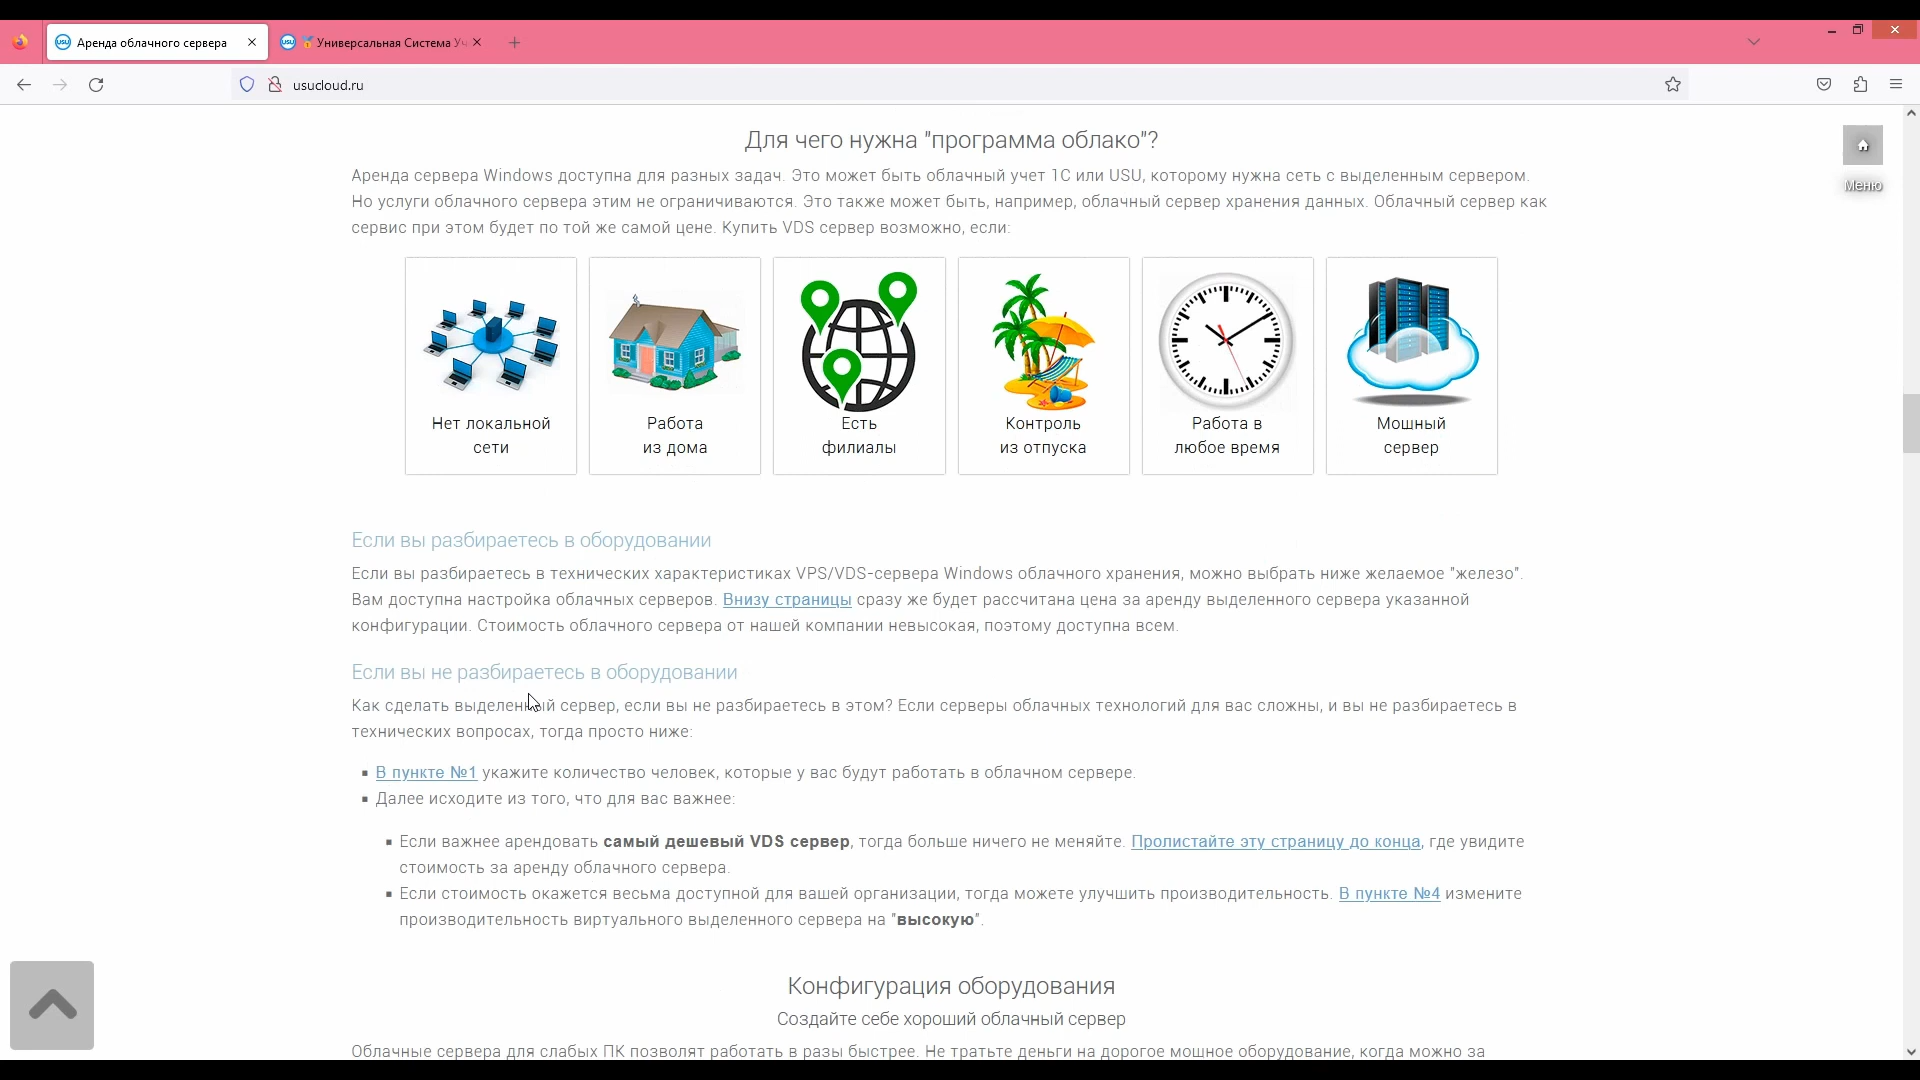 Аренда облачного сервера
Универсальная Система Уч
usucloud.ru
Меню
Для чего нужна "программа облако"?
Аренда сервера Windows доступна для разных задач. Это может быть облачный учет 1С или USU, которому нужна сеть с выделенным сервером.
Но услуги облачного сервера этим не ограничиваются. Это также может быть, например, облачный сервер хранения данных. Облачный сервер как
сервис при этом будет по той же самой цене. Купить VDS сервер возможно, если:
Нет локальной
сети
Работа
из дома
Есть
филиалы
Контроль
из отпуска
Работа в
любое время
Мошный
сервер
Если вы разбираетесь в оборудовании
Если вы разбираетесь в технических характеристиках VPS/VDS-сервера Windows облачного хранения, можно выбрать ниже желаемое "железо".
Вам доступна настройка облачных серверов. Внизу страницы сразу же будет рассчитана цена за аренду выделенного сервера указанной
конфигурации. Стоимость облачного сервера от нашей компании невысокая, поэтому доступна всем.
Если вы не разбираетесь в оборудовании
Как сделать выделенный сервер, если вы не разбираетесь в этом? Если серверы облачных технологий для вас сложны, и вы не разбираетесь в
технических вопросах, тогда просто ниже:
▪ В пункте №1 укажите количество человек, которые у вас будут работать в облачном сервере.
▪ Далее исходите из того, что для вас важнее:
▪ Если важнее арендовать самый дешевый VDS сервер, тогда больше ничего не меняйте. Пролистайте эту страницу до конца, где увидите
стоимость за аренду облачного сервера.
▪ Если стоимость окажется весьма доступной для вашей организации, тогда можете улучшить производительность. В пункте №4 измените
производительность виртуального выделенного сервера на "высокую".
Конфигурация оборудования
Создайте себе хороший облачный сервер
Облачные сервера для слабых ПК позволят работать в разы быстрее. Не тратьте деньги на дорогое мощное оборудование, когда можно за